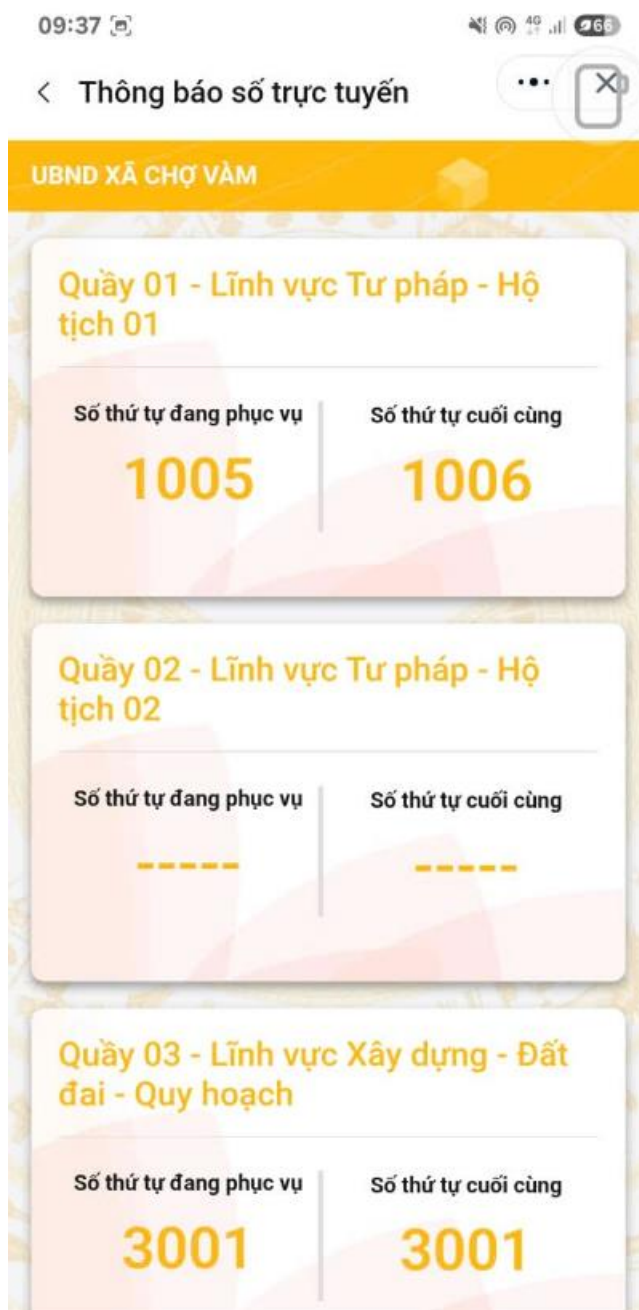 09:37
4G
66
Thông báo số trực tuyến
UBND XÃ CHỢ VÀM
Quầy 01 - Lĩnh vực Tư pháp - Hộ
tịch 01
Số thứ tự đang phục vụ
Số thứ tự cuối cùng
1005
1006
Quầy 02 - Lĩnh vực Tư pháp - Hộ
tịch 02
Số thứ tự đang phục vụ
Số thứ tự cuối cùng
-----
-----
Quầy 03 - Lĩnh vực Xây dựng - Đất
đai - Quy hoạch
Số thứ tự đang phục vụ
Số thứ tự cuối cùng
3001
3001